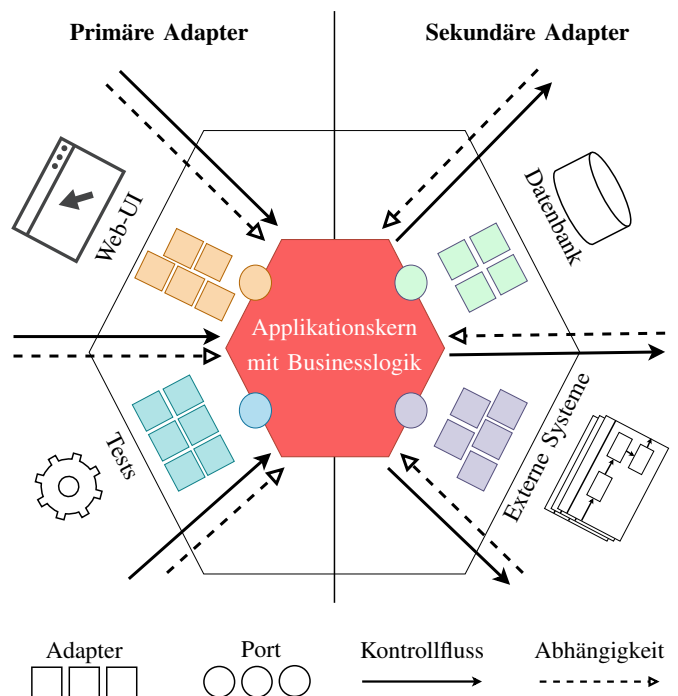 Primäre Adapter
Sekundäre Adapter
Web-UI
Datenbank
Applikationskern
mit Businesslogik
Tests
Externe Systeme
Adapter
Port
Kontrollfluss
Abhängigkeit